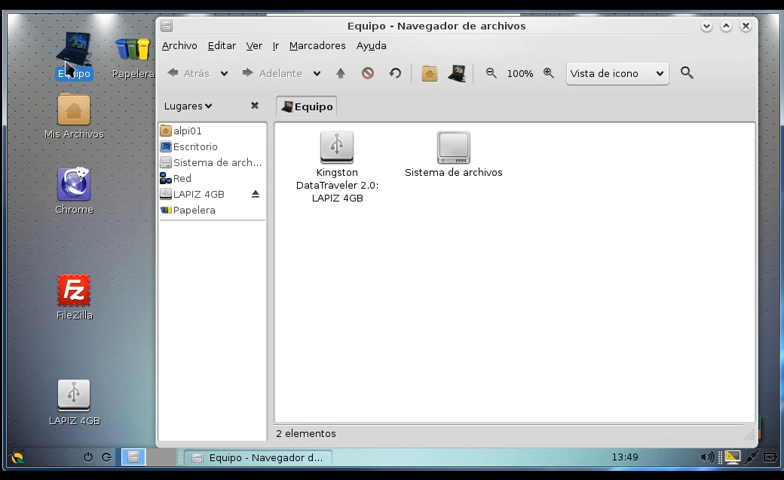 Equipo
Papelera
Mis Archivos
Chrome
FileZilla
LAPIZ 4GB
Equipo - Navegador de archivos
Archivo Editar Ver Ir Marcadores Ayuda
Atrás Adelante 100% Vista de icono
Lugares
Equipo
alpi01
Escritorio
Sistema de arch...
Red
LAPIZ 4GB
Papelera
Kingston
DataTraveler 2.0:
LAPIZ 4GB
Sistema de archivos
2 elementos
Equipo - Navegador d...
13:49